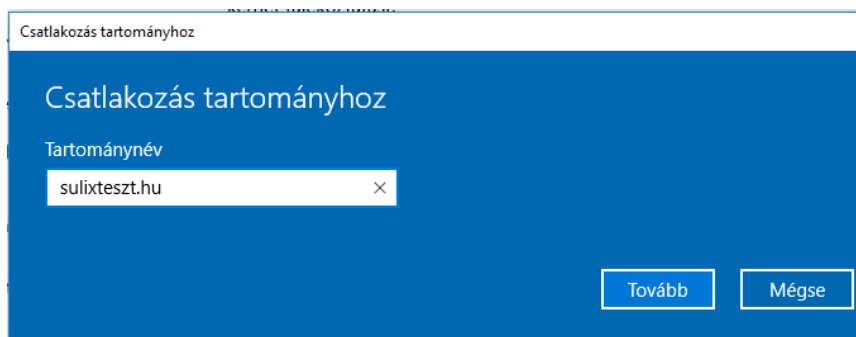 Csatlakozás tartományhoz
Csatlakozás tartományhoz
Tartománynév
sulixteszt.hu
Tovább
Mégse